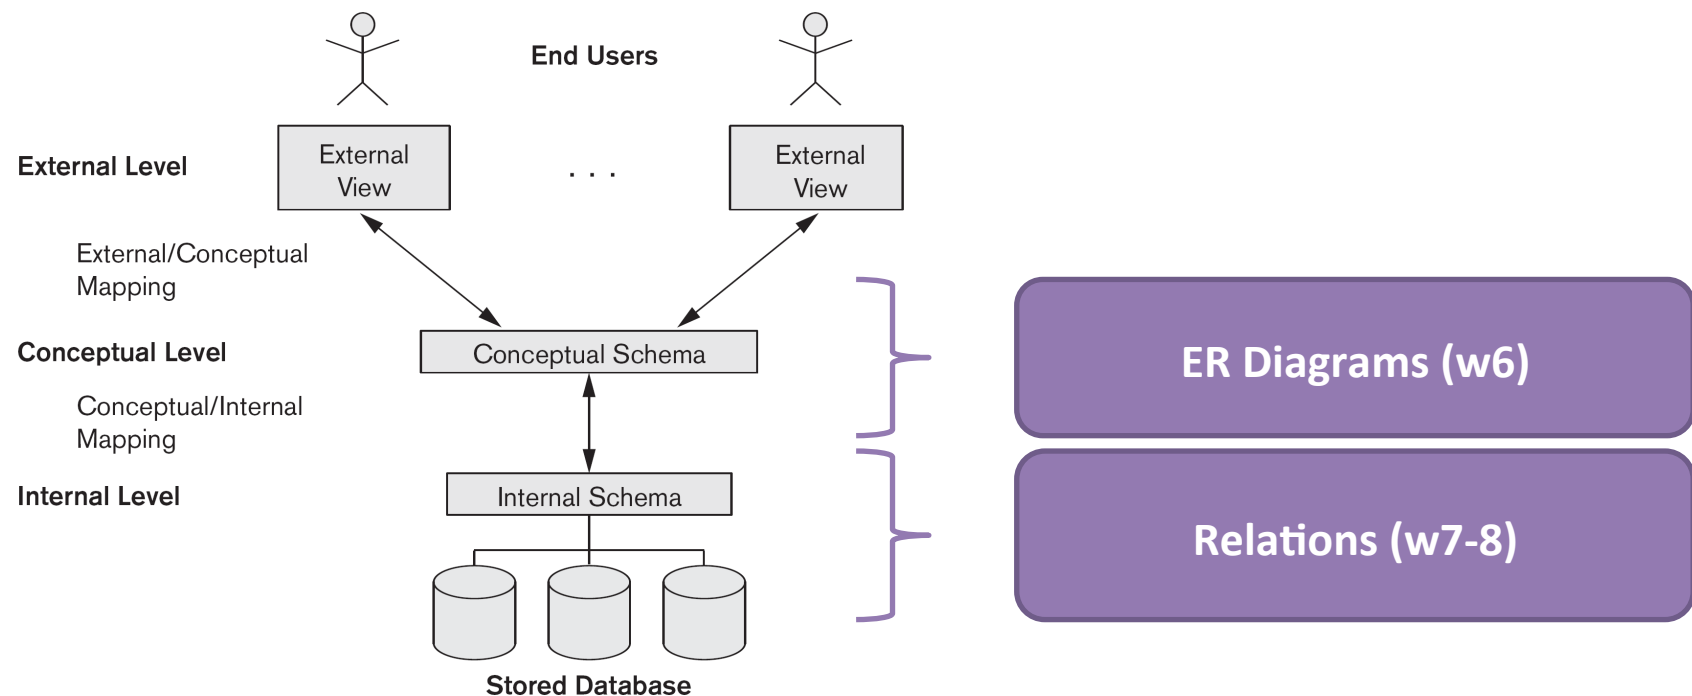 End Users
External Level
External
View
. . .
External
View
External/Conceptual
Mapping
Conceptual Level
Conceptual Schema
ER Diagrams (w6)
Conceptual/Internal
Mapping
Internal Level
Internal Schema
Relations (w7-8)
Stored Database